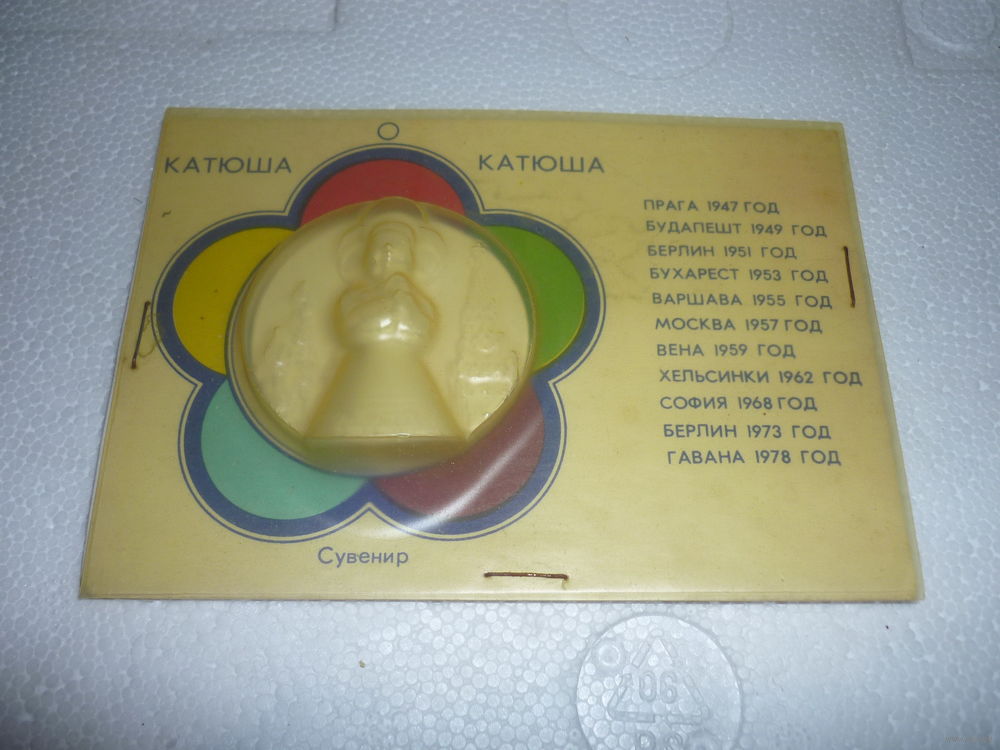 КАТЮША КАТЮША
ПРАГА 1947 ГОД
БУДАПЕШТ 1949 ГОД
БЕРЛИН 1951 ГОД
БУХАРЕСТ 1953 ГОД
ВАРШАВА 1955 ГОД
МОСКВА 1957 ГОД
ВЕНА 1959 ГОД
ХЕЛЬСИНКИ 1962 ГОД
СОФИЯ 1968 ГОД
БЕРЛИН 1973 ГОД
ГАВАНА 1978 ГОД
Сувенир
06